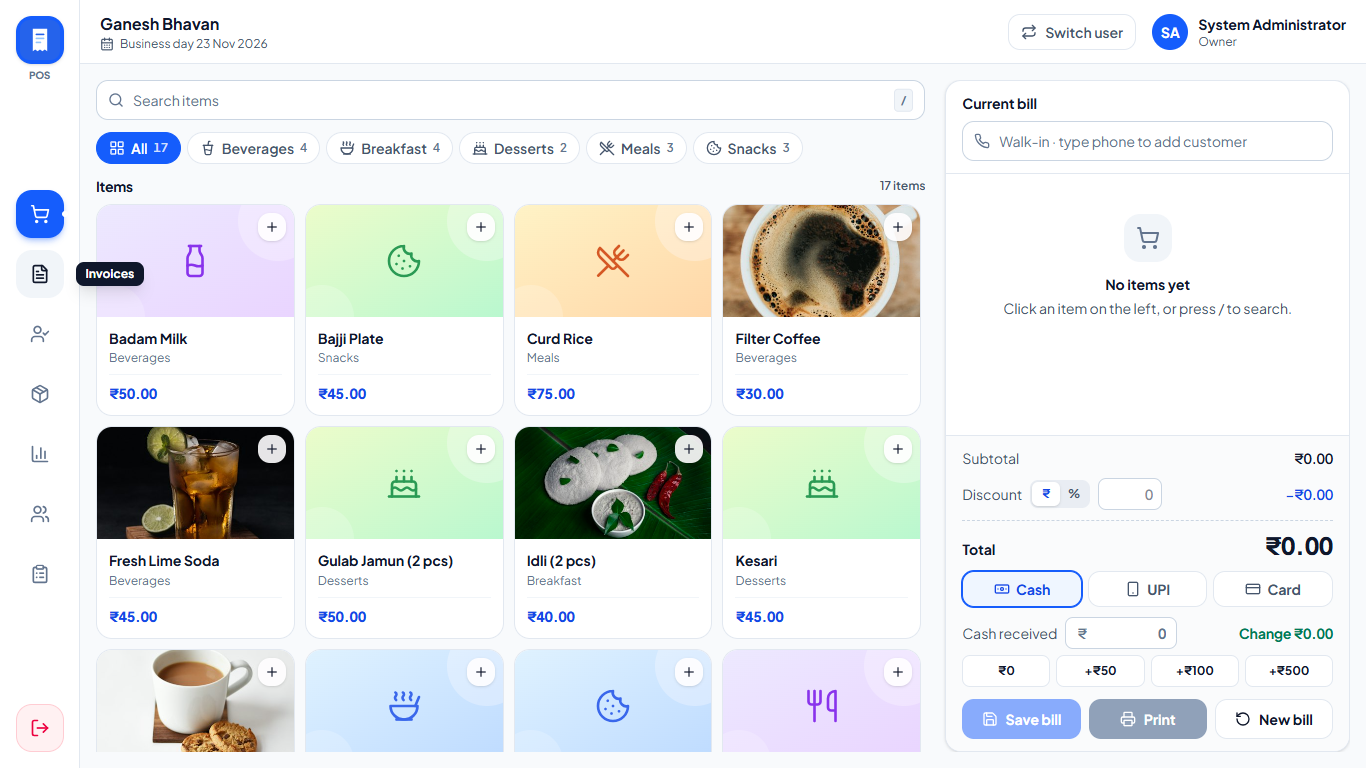 Ganesh Bhavan
Business day 23 Nov 2026
Switch user
SA
System Administrator
Owner
POS
Invoices
Search items
/
All 17
Beverages 4
Breakfast 4
Desserts 2
Meals 3
Snacks 3
Items
17 items
Badam Milk
Beverages
₹50.00
Bajji Plate
Snacks
₹45.00
Curd Rice
Meals
₹75.00
Filter Coffee
Beverages
₹30.00
Fresh Lime Soda
Beverages
₹45.00
Gulab Jamun (2 pcs)
Desserts
₹50.00
Idli (2 pcs)
Breakfast
₹40.00
Kesari
Desserts
₹45.00
Current bill
Walk-in · type phone to add customer
No items yet
Click an item on the left, or press / to search.
Subtotal
₹0.00
Discount
₹
%
0
−₹0.00
Total
₹0.00
Cash
UPI
Card
Cash received
₹
0
Change ₹0.00
₹0
+₹50
+₹100
+₹500
Save bill
Print
New bill